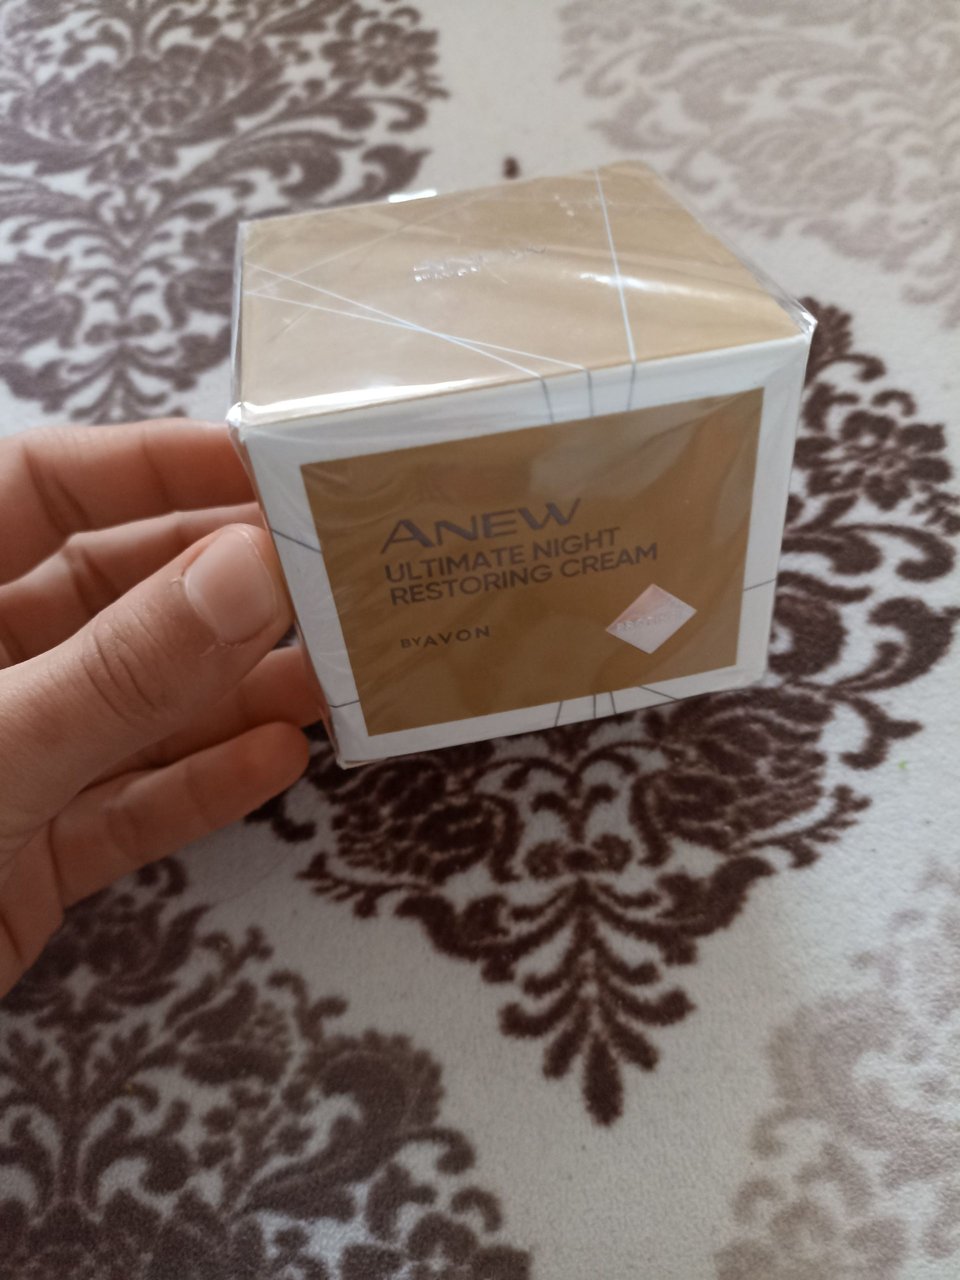 ANEW
ULTIMATE NIGHT
RESTORING CREAM
BY AVON